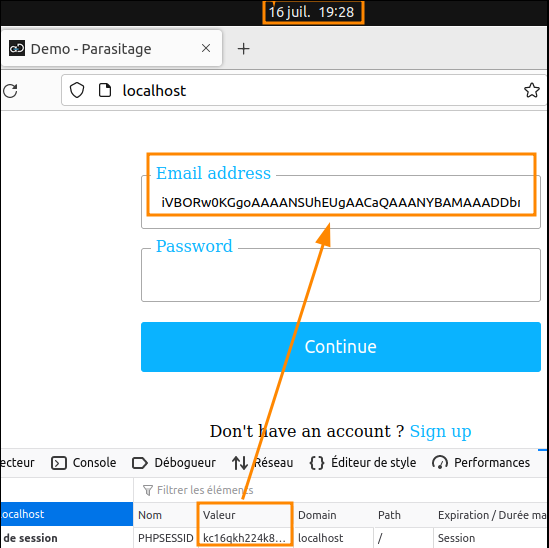 16 juil. 19:28
Demo - Parasitage
localhost
Email address
iVBORw0KGgoAAAANSUhEUgAACaQAAANYBAMAAADDbr
Password
Continue
Don't have an account ? Sign up
ecteur Console Débogueur Réseau {} Éditeur de style Performances
Filtrer les éléments
ocalhost Nom Valeur Domain Path Expiration / Durée ma
de session PHPSESSID kc16qkh224k8... localhost / Session